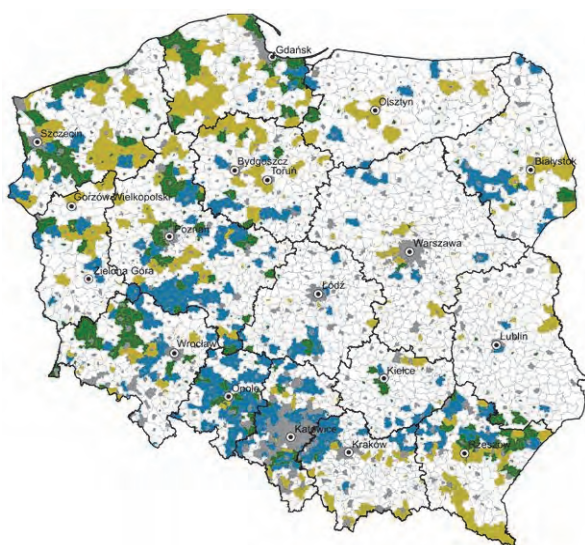 Gdańsk
Olsztyn
Szczecin
Bydgoszcz
Toruń
Białystok
Gorzów Wielkopolski
Poznań
Warszawa
Zielona Góra
Łódź
Lublin
Wrocław
Kielce
Opole
Katowice
Kraków
Rzeszów